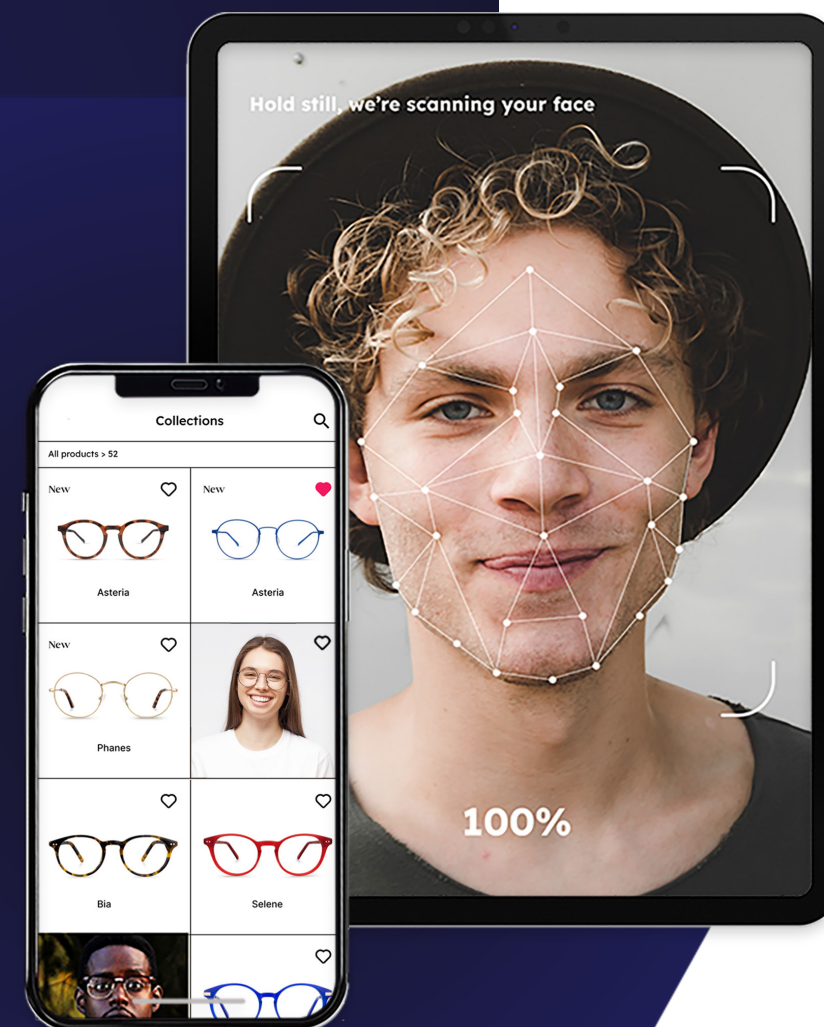 Hold still, we're scanning your face
100%
Collections
All products > 52
New
New
Asteria
Asteria
New
Phanes
Bia
Selene